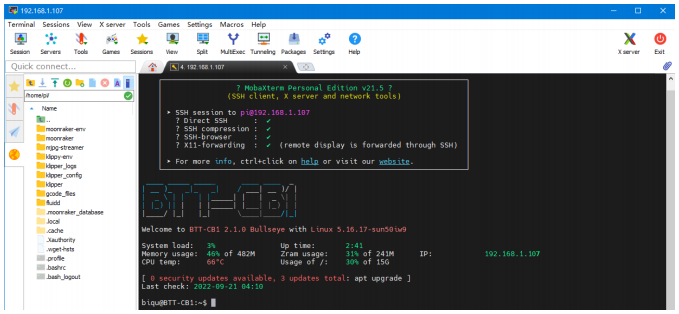 192.168.1.107
Terminal Sessions View X server Tools Games Settings Macros Help
Session Servers Tools Games Sessions View Split MultiExec Tunneling Packages Settings Help X server Exit
Quick connect...
4. 192.168.1.107
/home/pi/
Name
..
moonraker-env
moonraker
mjpg-streamer
klippy-env
klipper_logs
klipper_config
klipper
gcode_files
fluidd
.moonraker_database
.local
.cache
.Xauthority
.wget-hsts
.profile
.bashrc
.bash_logout
? MobaXterm Personal Edition v21.5 ?
(SSH client, X server and network tools)
➤ SSH session to pi@192.168.1.107
? Direct SSH : ✔
? SSH compression : ✔
? SSH-browser : ✔
? X11-forwarding : ✔ (remote display is forwarded through SSH)
➤ For more info, ctrl+click on help or visit our website.
Welcome to BTT-CB1 2.1.0 Bullseye with Linux 5.16.17-sun50iw9
System load: 3% Up time: 2:41
Memory usage: 46% of 482M Zram usage: 31% of 241M IP: 192.168.1.107
CPU temp: 66°C Usage of /: 30% of 15G
[ 0 security updates available, 3 updates total: apt upgrade ]
Last check: 2022-09-21 04:10
biqu@BTT-CB1:~$